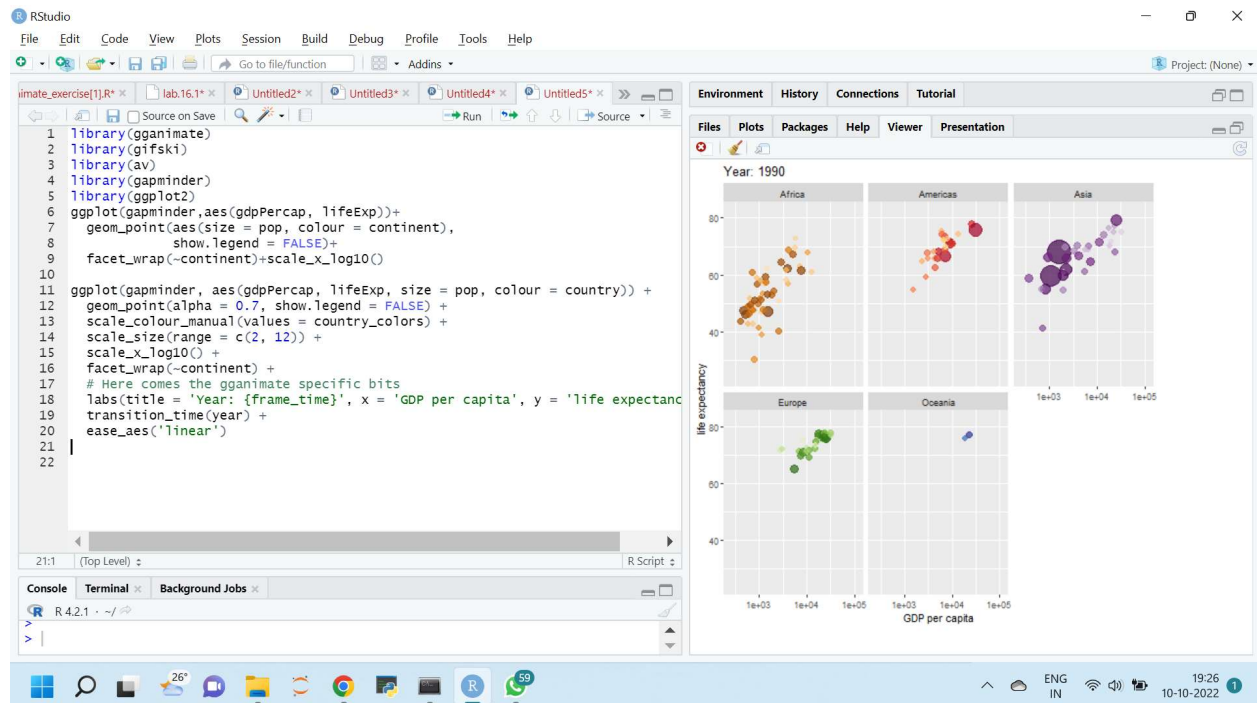 RStudio
File Edit Code View Plots Session Build Debug Profile Tools Help
Go to file/function Addins Project: (None)
imate_exercise[1].R* lab.16.1* Untitled2* Untitled3* Untitled4* Untitled5*
Source on Save Run Source
1 library(gganimate)
2 library(gifski)
3 library(av)
4 library(gapminder)
5 library(ggplot2)
6 ggplot(gapminder,aes(gdpPercap, lifeExp))+
7 geom_point(aes(size = pop, colour = continent),
8 show.legend = FALSE)+
9 facet_wrap(~continent)+scale_x_log10()
10
11 ggplot(gapminder, aes(gdpPercap, lifeExp, size = pop, colour = country)) +
12 geom_point(alpha = 0.7, show.legend = FALSE) +
13 scale_colour_manual(values = country_colors) +
14 scale_size(range = c(2, 12)) +
15 scale_x_log10() +
16 facet_wrap(~continent) +
17 # Here comes the gganimate specific bits
18 labs(title = 'Year: {frame_time}', x = 'GDP per capita', y = 'life expectanc
19 transition_time(year) +
20 ease_aes('linear')
21
22
21:1 (Top Level) R Script
Console Terminal Background Jobs
R 4.2.1 · ~/
>
>
Environment History Connections Tutorial
Files Plots Packages Help Viewer Presentation
Year: 1990
Africa Americas Asia
80
60
40
1e+03 1e+04 1e+05
life expectancy
Europe Oceania
80
60
40
1e+03 1e+04 1e+05 1e+03 1e+04 1e+05
GDP per capita
26°
59
ENG
IN
19:26
10-10-2022
1